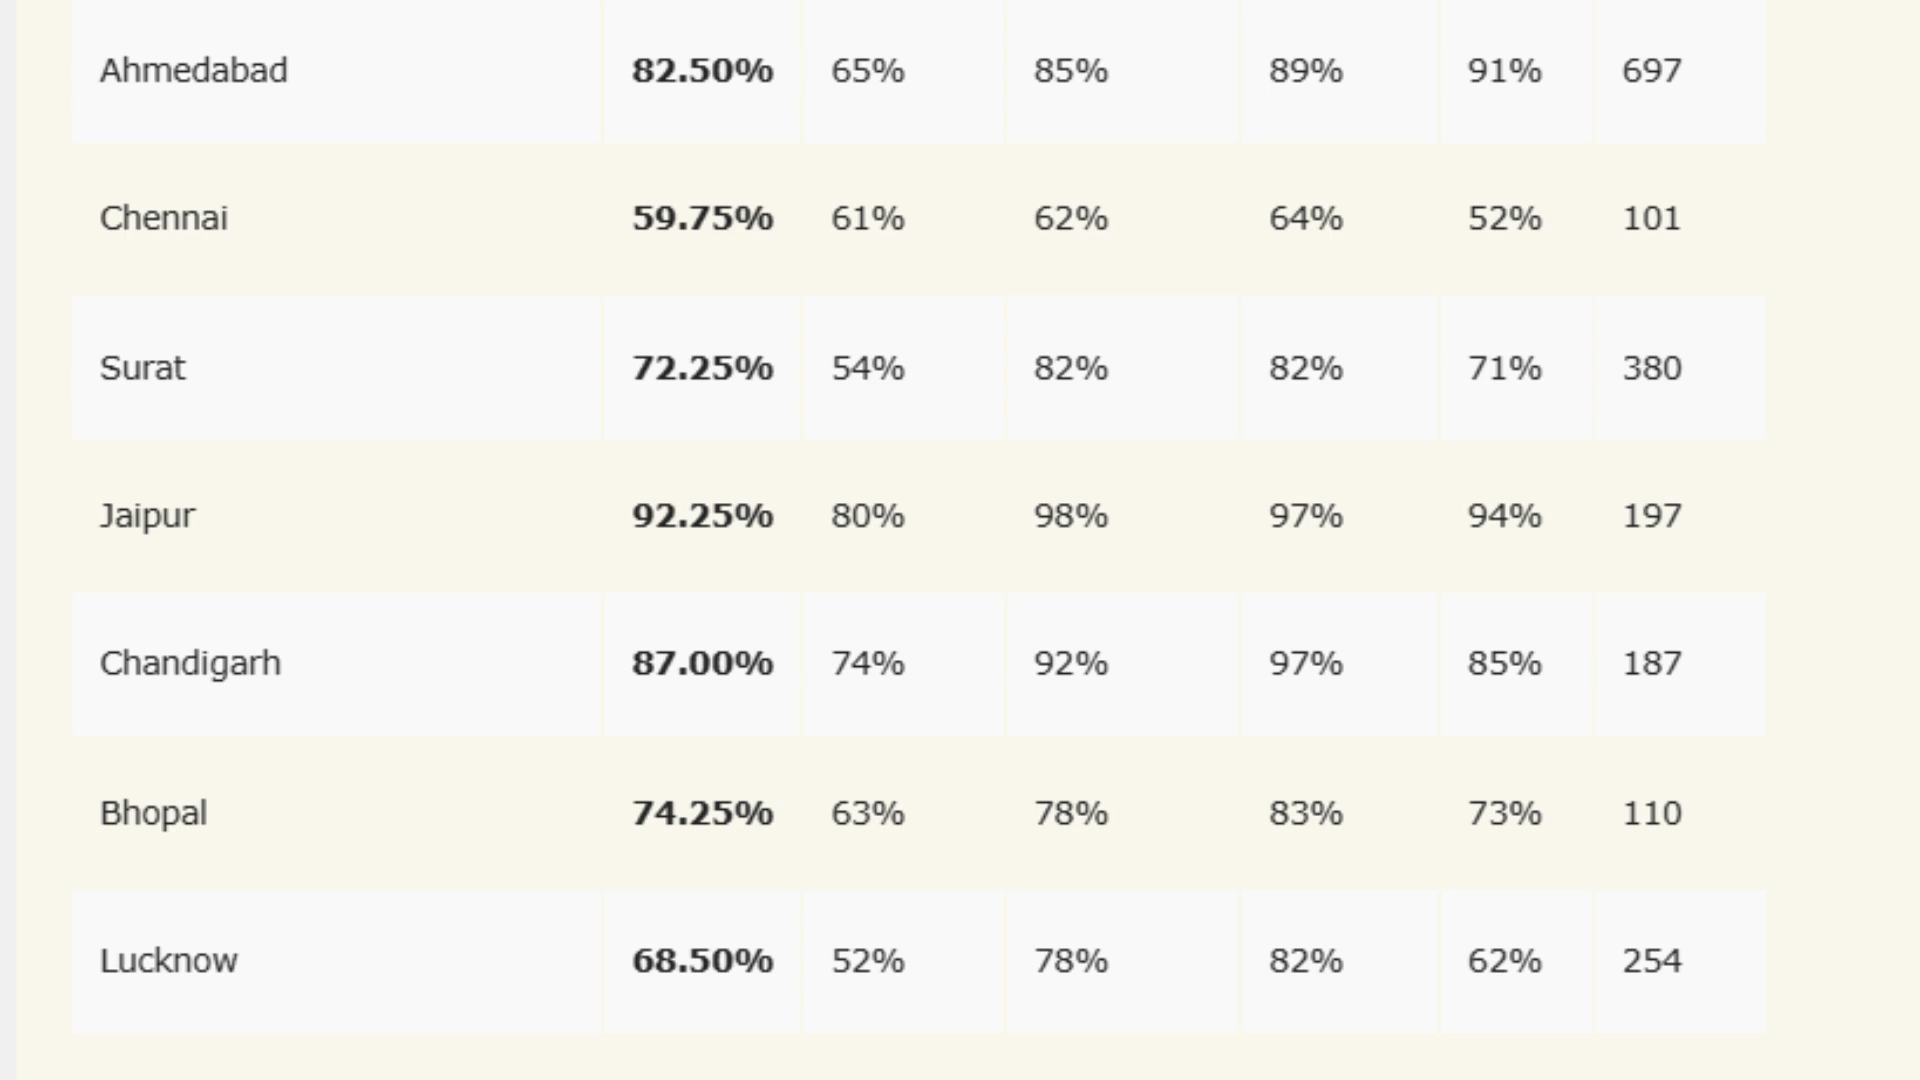 Ahmedabad 82.50% 65% 85% 89% 91% 697
Chennai 59.75% 61% 62% 64% 52% 101
Surat 72.25% 54% 82% 82% 71% 380
Jaipur 92.25% 80% 98% 97% 94% 197
Chandigarh 87.00% 74% 92% 97% 85% 187
Bhopal 74.25% 63% 78% 83% 73% 110
Lucknow 68.50% 52% 78% 82% 62% 254